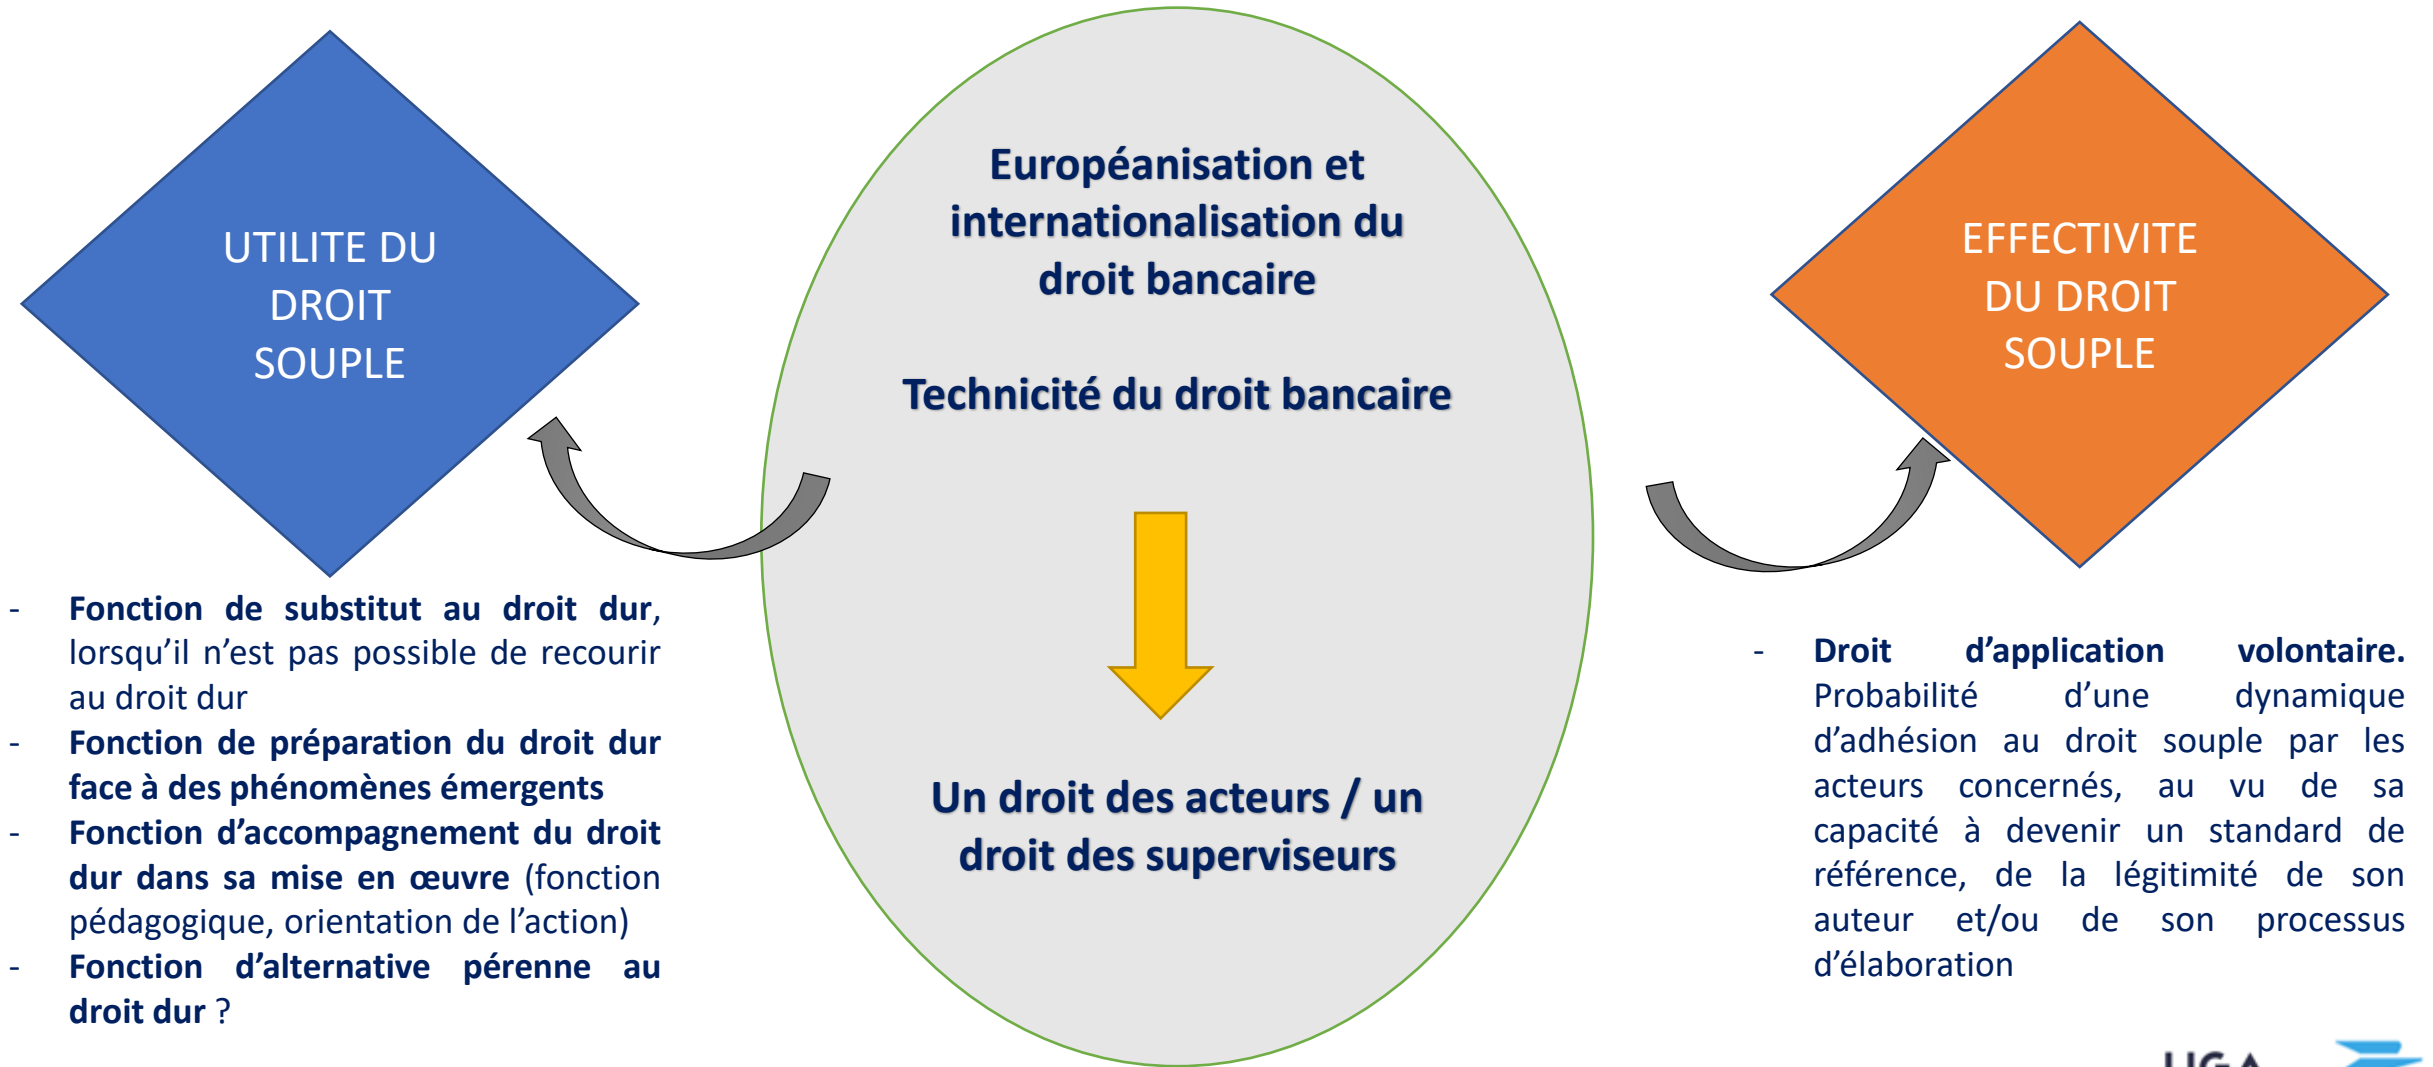 UTILITE DU
DROIT
SOUPLE
- Fonction de substitut au droit dur,
lorsqu’il n’est pas possible de recourir
au droit dur
- Fonction de préparation du droit dur
face à des phénomènes émergents
- Fonction d’accompagnement du droit
dur dans sa mise en œuvre (fonction
pédagogique, orientation de l’action)
- Fonction d’alternative pérenne au
droit dur ?
Européanisation et
internationalisation du
droit bancaire
Technicité du droit bancaire
Un droit des acteurs / un
droit des superviseurs
EFFECTIVITE
DU DROIT
SOUPLE
- Droit d’application volontaire.
Probabilité d’une dynamique
d’adhésion au droit souple par les
acteurs concernés, au vu de sa
capacité à devenir un standard de
référence, de la légitimité de son
auteur et/ou de son processus
d’élaboration
UGA